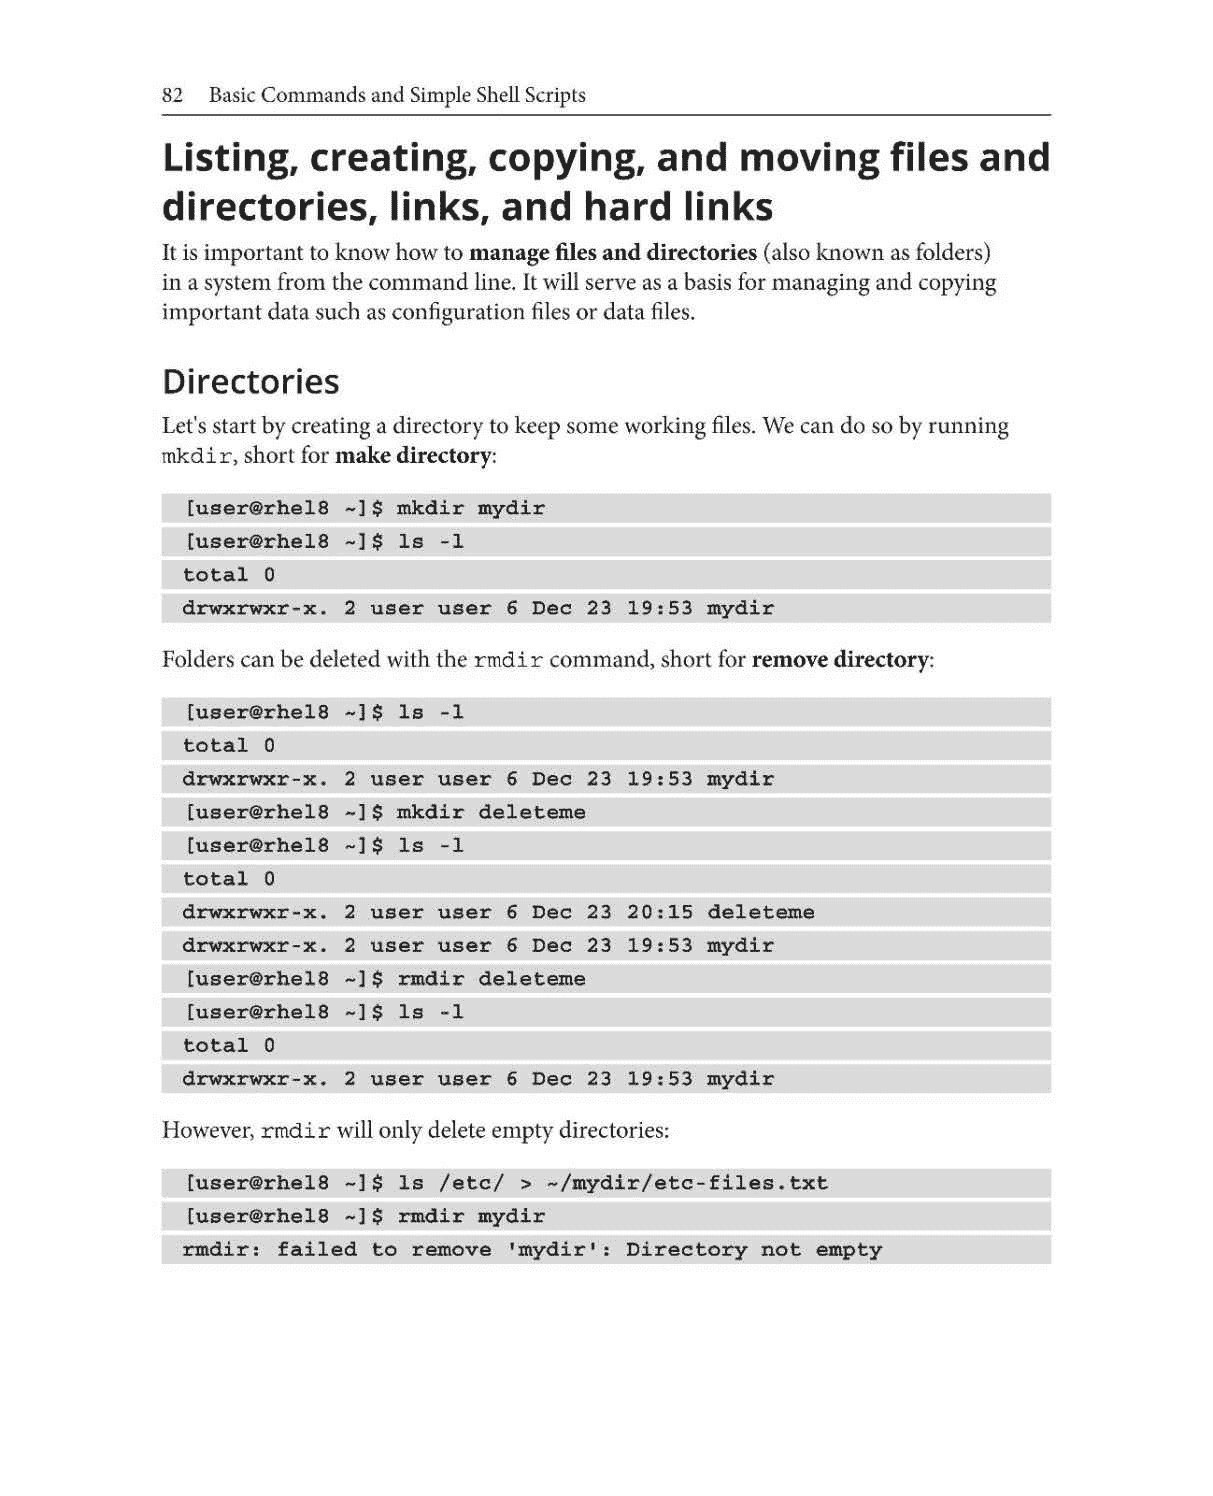 82 Basic Commands and Simple Shell Scripts
Listing, creating, copying, and moving files and
directories, links, and hard links
It is important to know how to manage files and directories (also known as folders)
in a system from the command line. It will serve as a basis for managing and copying
important data such as configuration files or data files.
Directories
Let's start by creating a directory to keep some working files. We can do so by running
mkdir, short for make directory:
[user@rhel8 ~]$ mkdir mydir
[user@rhel8 ~]$ ls -l
total 0
drwxrwxr-x. 2 user user 6 Dec 23 19:53 mydir
Folders can be deleted with the rmdir command, short for remove directory:
[user@rhel8 ~]$ ls -l
total 0
drwxrwxr-x. 2 user user 6 Dec 23 19:53 mydir
[user@rhel8 ~]$ mkdir deleteme
[user@rhel8 ~]$ ls -l
total 0
drwxrwxr-x. 2 user user 6 Dec 23 20:15 deleteme
drwxrwxr-x. 2 user user 6 Dec 23 19:53 mydir
[user@rhel8 ~]$ rmdir deleteme
[user@rhel8 ~]$ ls -l
total 0
drwxrwxr-x. 2 user user 6 Dec 23 19:53 mydir
However, rmdir will only delete empty directories:
[user@rhel8 ~]$ ls /etc/ > ~/mydir/etc-files.txt
[user@rhel8 ~]$ rmdir mydir
rmdir: failed to remove 'mydir': Directory not empty